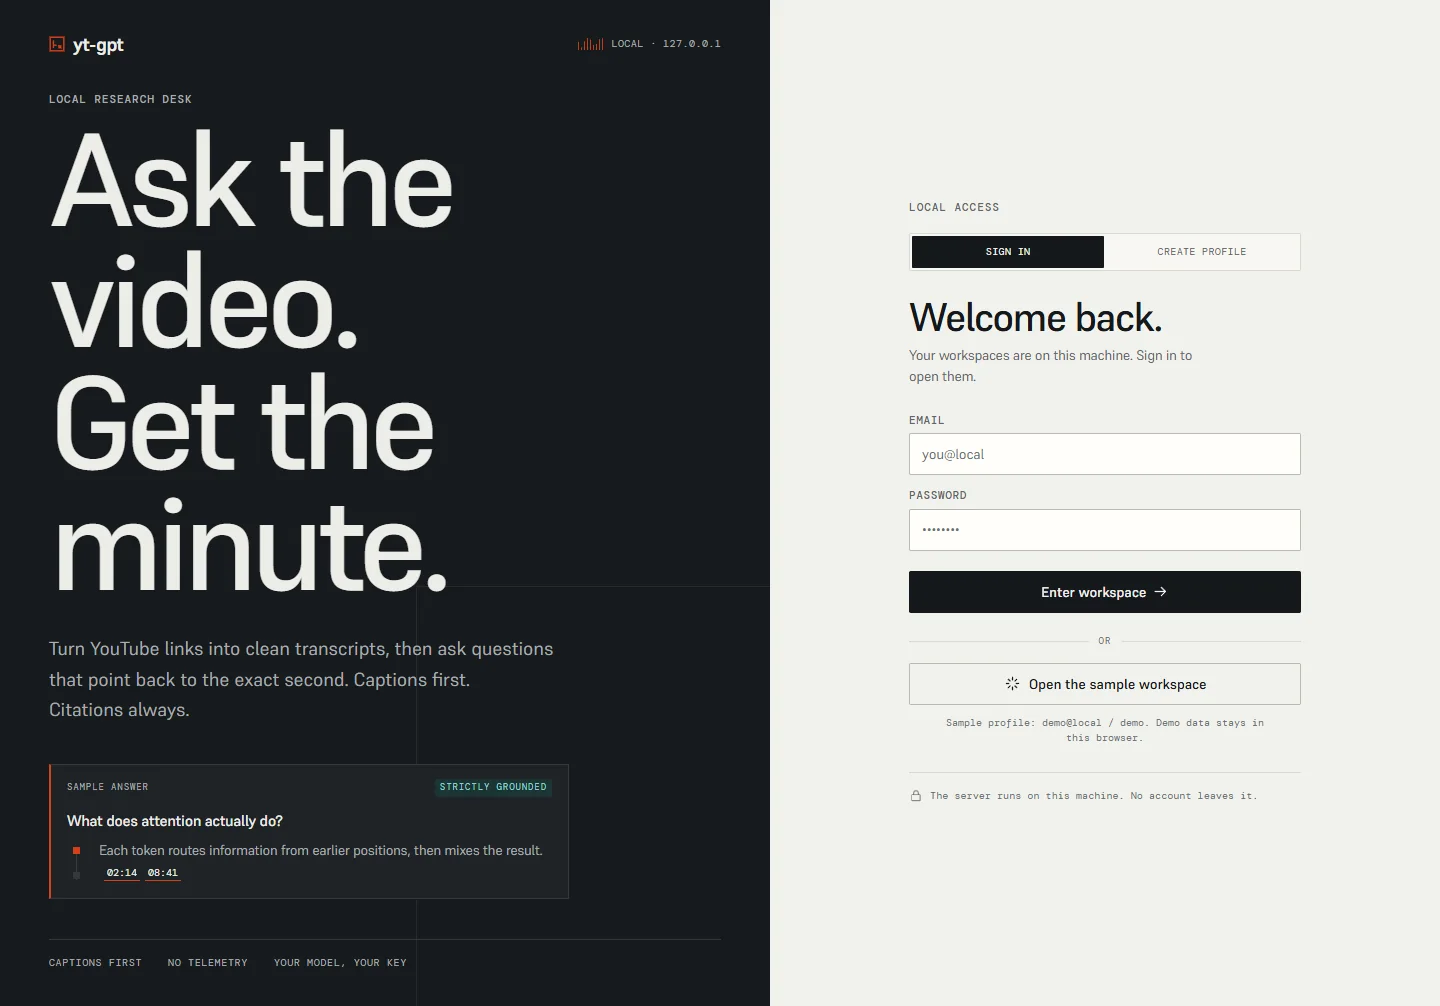 yt-gpt
LOCAL · 127.0.0.1
LOCAL RESEARCH DESK
Ask the
video.
Get the
minute.
Turn YouTube links into clean transcripts, then ask questions
that point back to the exact second. Captions first.
Citations always.
SAMPLE ANSWER
STRICTLY GROUNDED
What does attention actually do?
Each token routes information from earlier positions, then mixes the result.
02:14 08:41
CAPTIONS FIRST
NO TELEMETRY
YOUR MODEL, YOUR KEY
LOCAL ACCESS
SIGN IN
CREATE PROFILE
Welcome back.
Your workspaces are on this machine. Sign in to
open them.
EMAIL
you@local
PASSWORD
••••••••
Enter workspace →
OR
Open the sample workspace
Sample profile: demo@local / demo. Demo data stays in
this browser.
The server runs on this machine. No account leaves it.